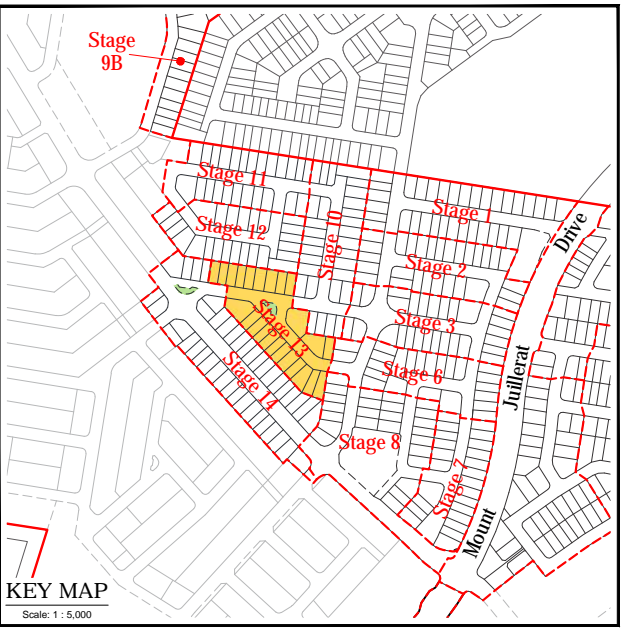 Stage
9B
Stage 11
Stage 12
Stage 10
Stage 1
Stage 2
Stage 3
Stage 13
Stage 6
Stage 14
Stage 8
Stage 7
Mount Juillerat Drive
KEY MAP
Scale: 1 : 5,000